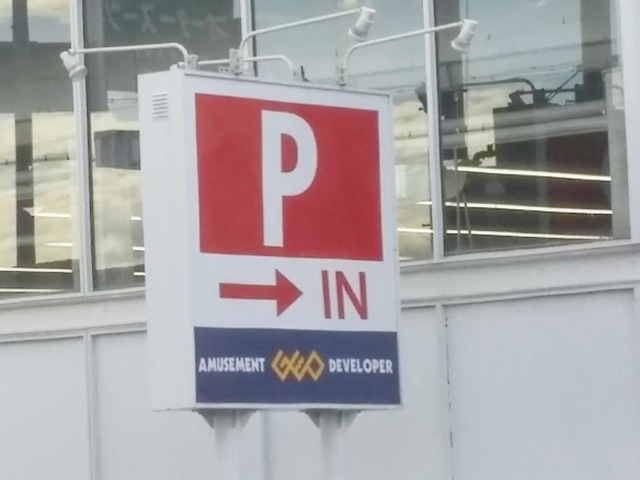 P
→ IN
AMUSEMENT GEO DEVELOPER